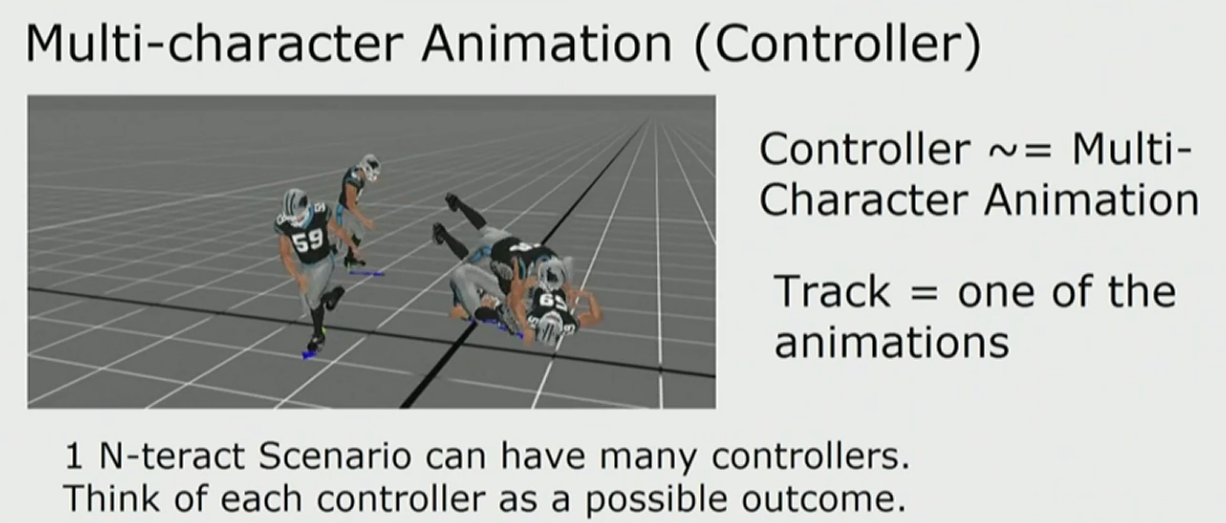 Multi-character Animation (Controller)
59
Controller ~= Multi-
Character Animation
Track = one of the
animations
1 N-teract Scenario can have many controllers.
Think of each controller as a possible outcome.